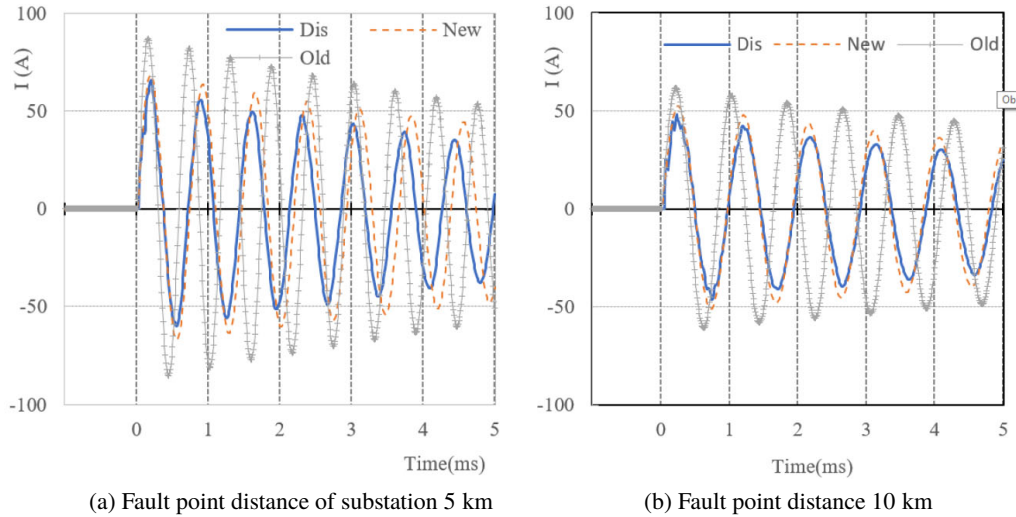 100
50
0
-50
-100
I (A)
Dis
New
Old
0
1
2
3
4
5
Time(ms)
(a) Fault point distance of substation 5 km
100
50
0
-50
-100
I (A)
Dis
New
Old
Ob
0
1
2
3
4
5
Time(ms)
(b) Fault point distance 10 km